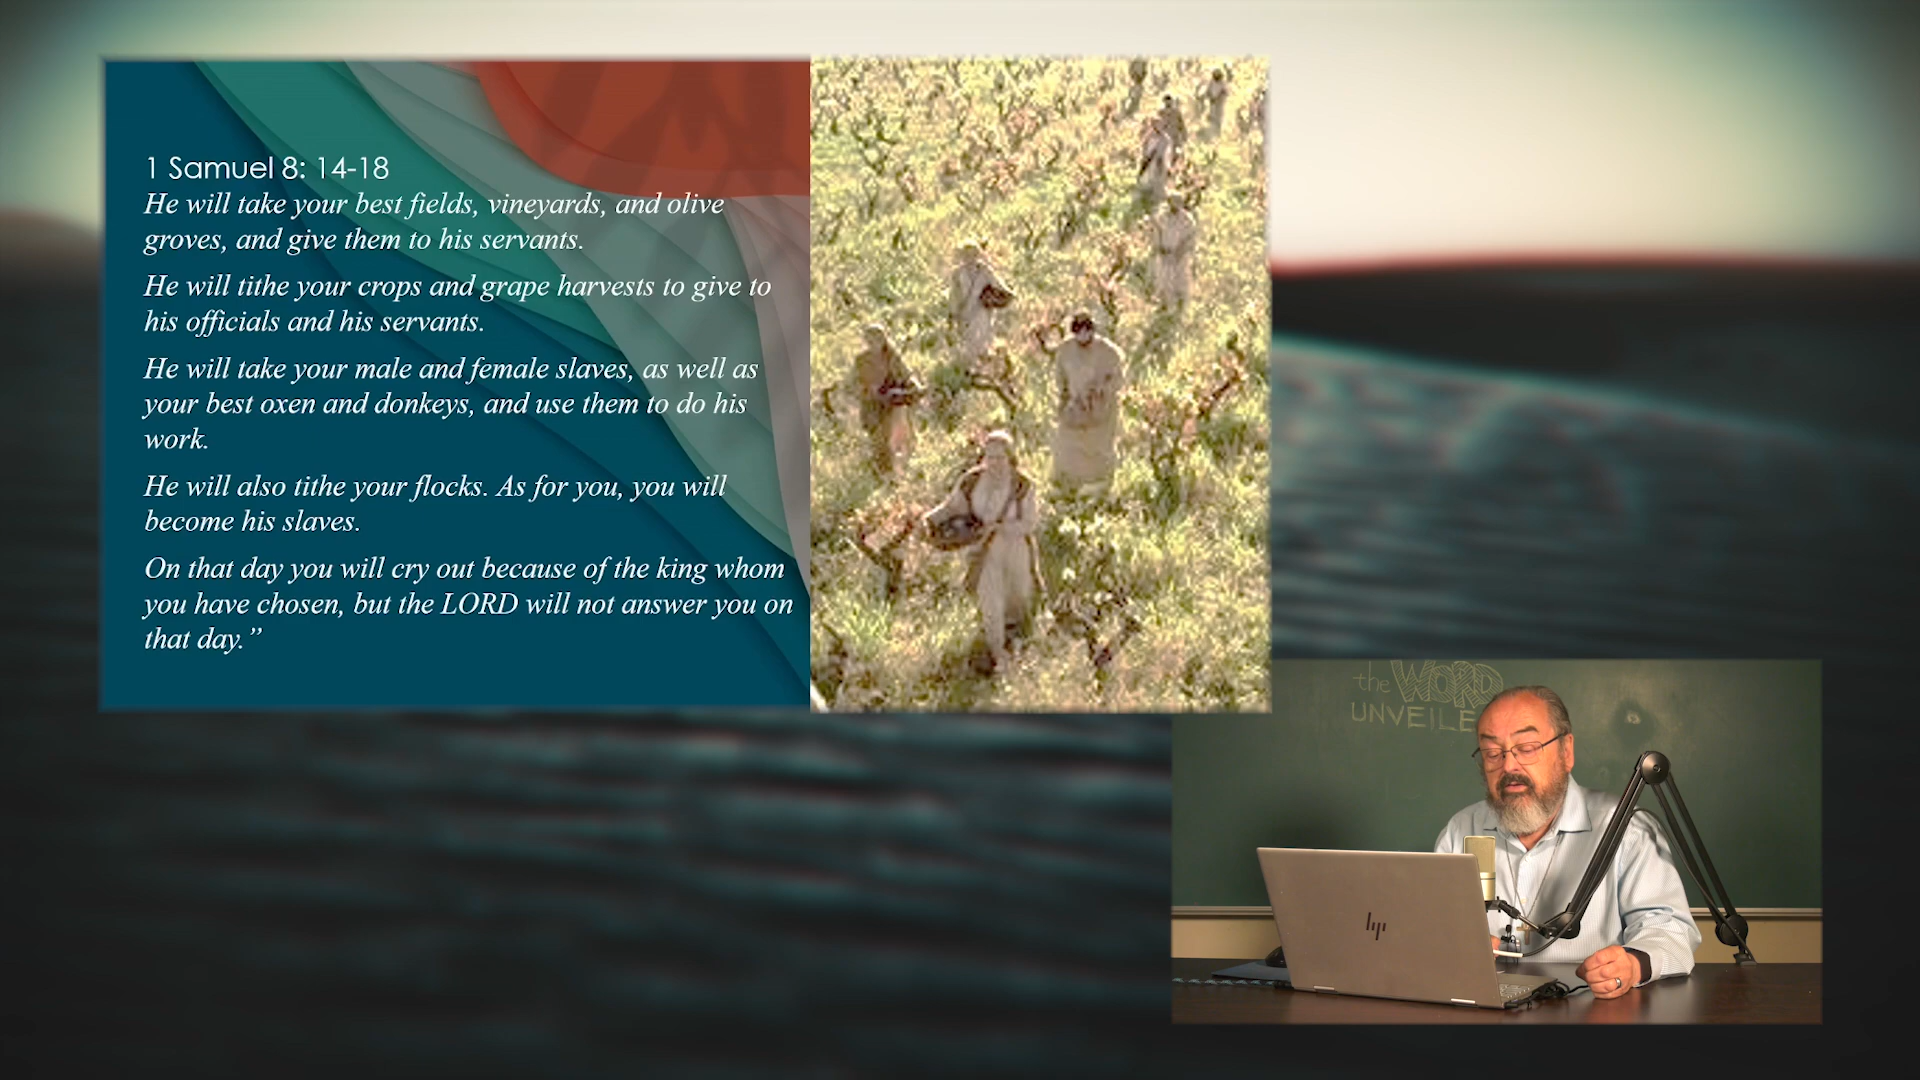 1 Samuel 8: 14-18
He will take your best fields, vineyards, and olive
groves, and give them to his servants.
He will tithe your crops and grape harvests to give to
his officials and his servants.
He will take your male and female slaves, as well as
your best oxen and donkeys, and use them to do his
work.
He will also tithe your flocks. As for you, you will
become his slaves.
On that day you will cry out because of the king whom
you have chosen, but the LORD will not answer you on
that day.”
the WORD
UNVEILE
hp